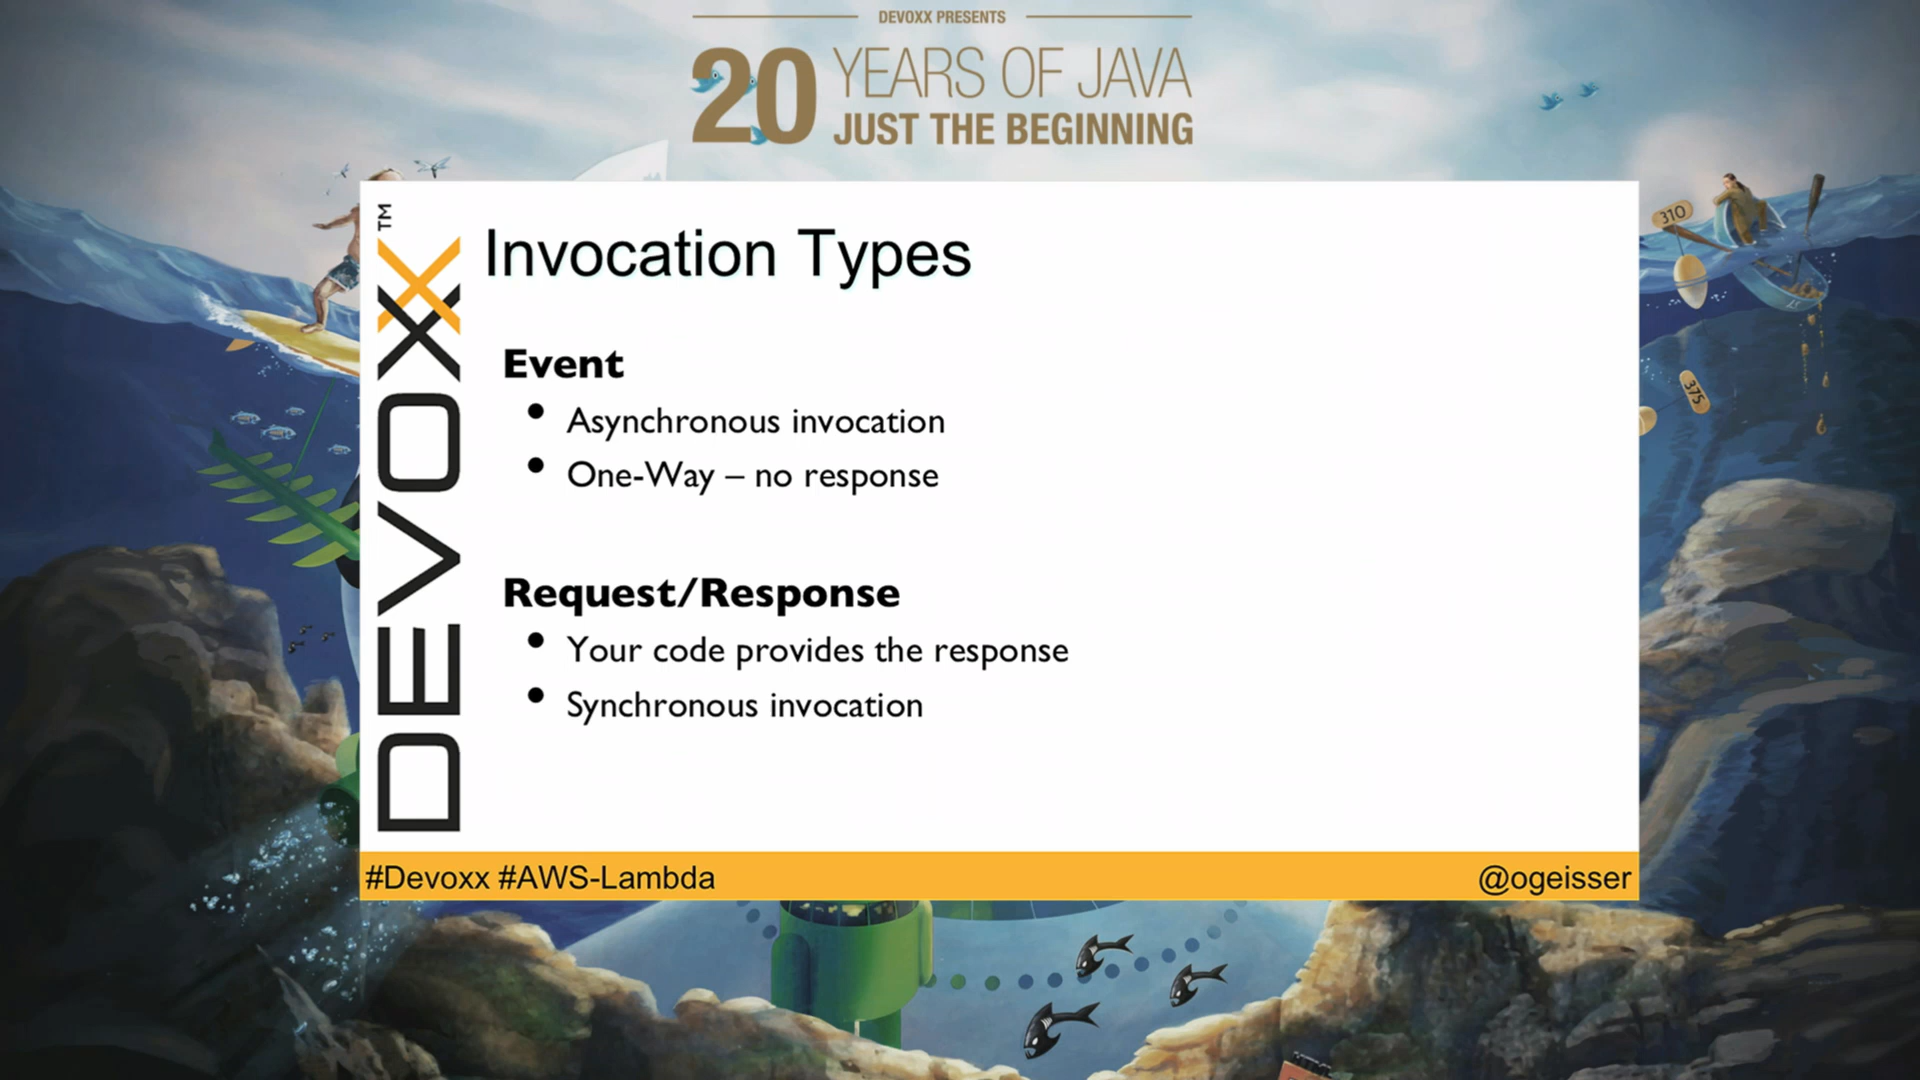 DEVOXX PRESENTS
20 YEARS OF JAVA
JUST THE BEGINNING
310
375
DEVOXX™
Invocation Types
Event
• Asynchronous invocation
• One-Way – no response
Request/Response
• Your code provides the response
• Synchronous invocation
#Devoxx #AWS-Lambda
@ogeisser